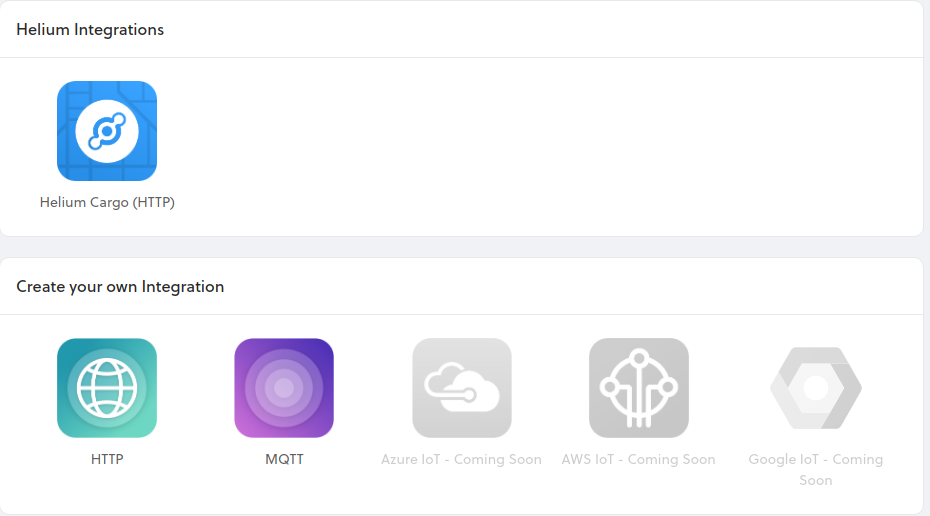 Helium Integrations
Helium Cargo (HTTP)
Create your own Integration
HTTP
MQTT
Azure IoT - Coming Soon
AWS IoT - Coming Soon
Google IoT - Coming
Soon